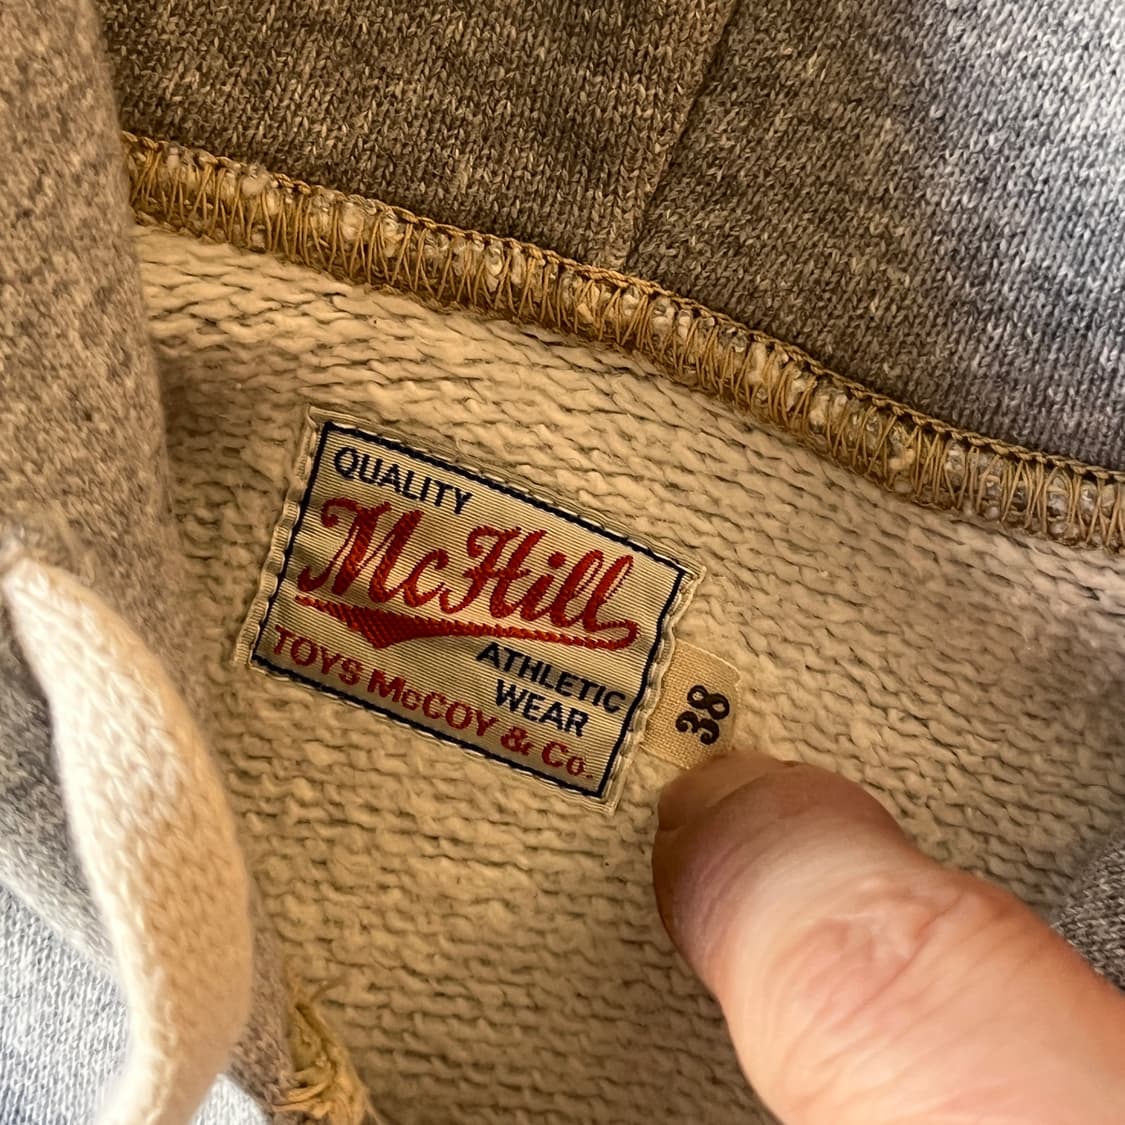 QUALITY
McHill
ATHLETIC
WEAR
TOYS McCOY & Co.
38